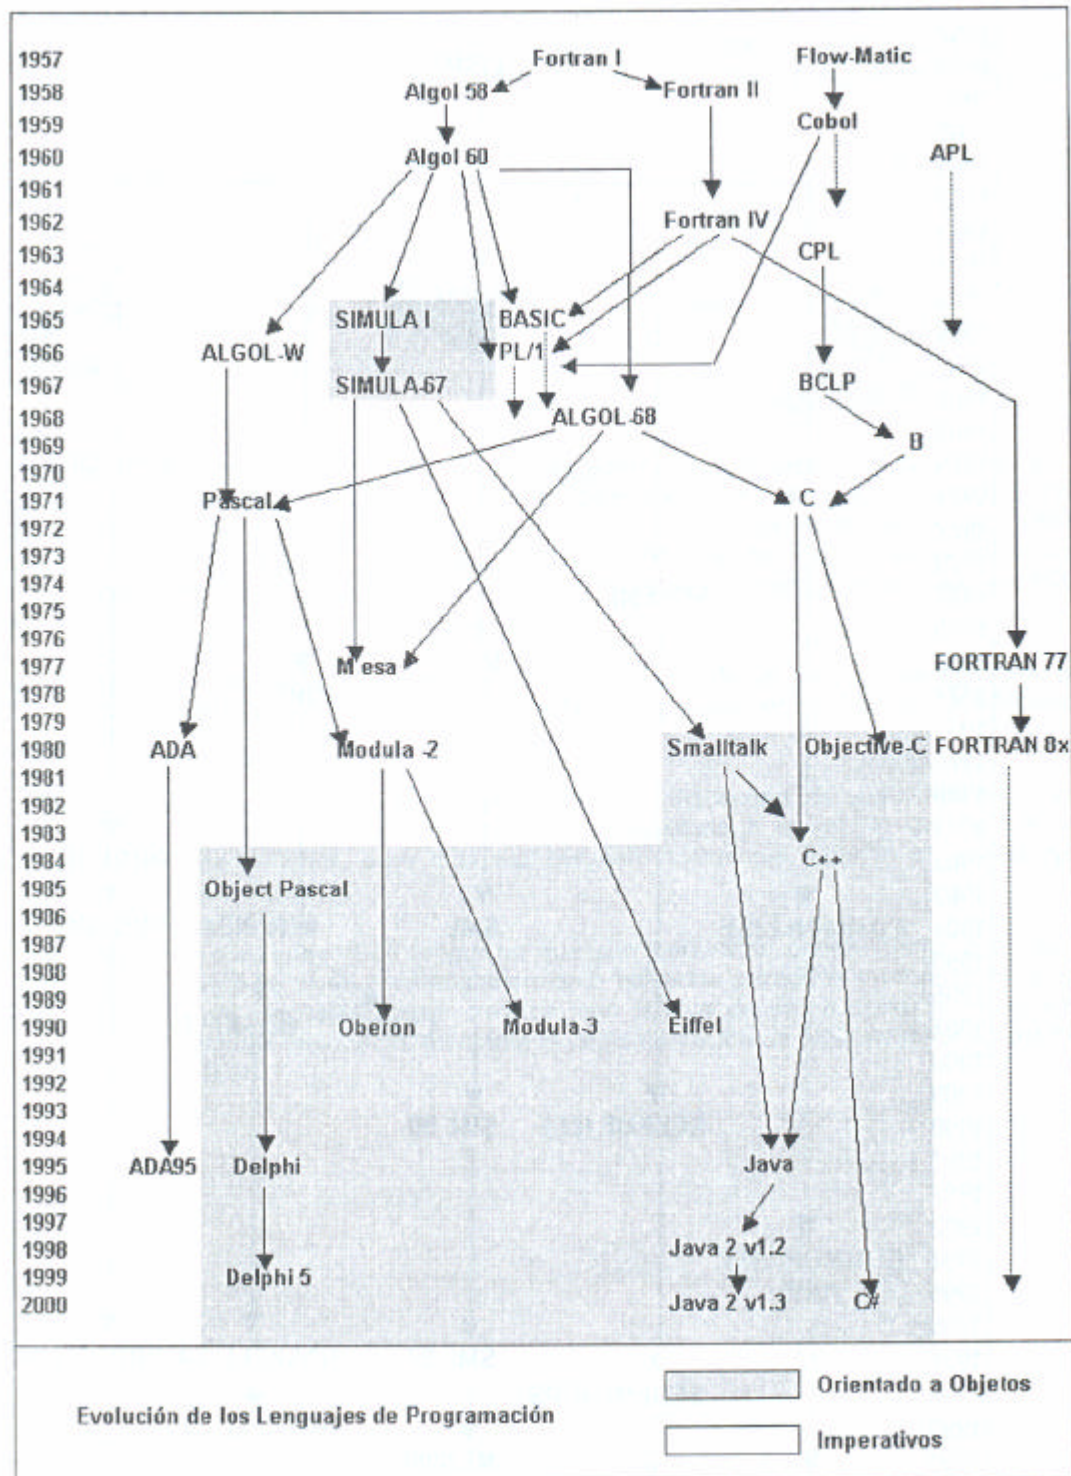 1957 Fortran I Flow-Matic
1958 Algol 58 Fortran II
1959 Cobol
1960 Algol 60 APL
1961
1962 Fortran IV
1963 CPL
1964
1965 SIMULA I BASIC
1966 ALGOL-W PL/1
1967 SIMULA-67 BCLP
1968 ALGOL-68
1969 B
1970
1971 Pascal C
1972
1973
1974
1975
1976
1977 Mesa FORTRAN 77
1978
1979
1980 ADA Modula -2 Smalltalk Objective-C FORTRAN 8x
1981
1982
1983
1984 C++
1985 Object Pascal
1986
1987
1988
1989
1990 Oberon Modula-3 Eiffel
1991
1992
1993
1994
1995 ADA95 Delphi Java
1996
1997
1998 Java 2 v1.2
1999 Delphi 5
2000 Java 2 v1.3 C#
Evolución de los Lenguajes de Programación
Orientado a Objetos
Imperativos